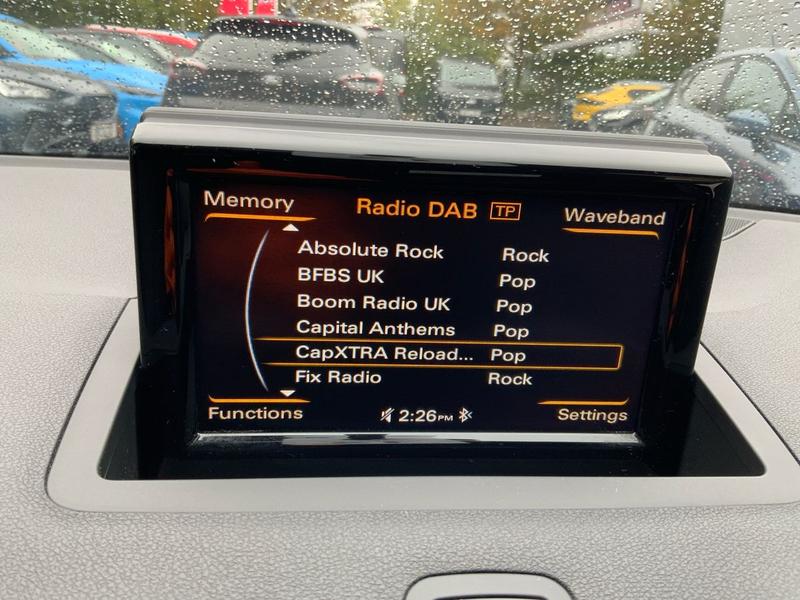 Memory Radio DAB TP Waveband
Absolute Rock Rock
BFBS UK Pop
Boom Radio UK Pop
Capital Anthems Pop
CapXTRA Reload... Pop
Fix Radio Rock
Functions 2:26PM Settings